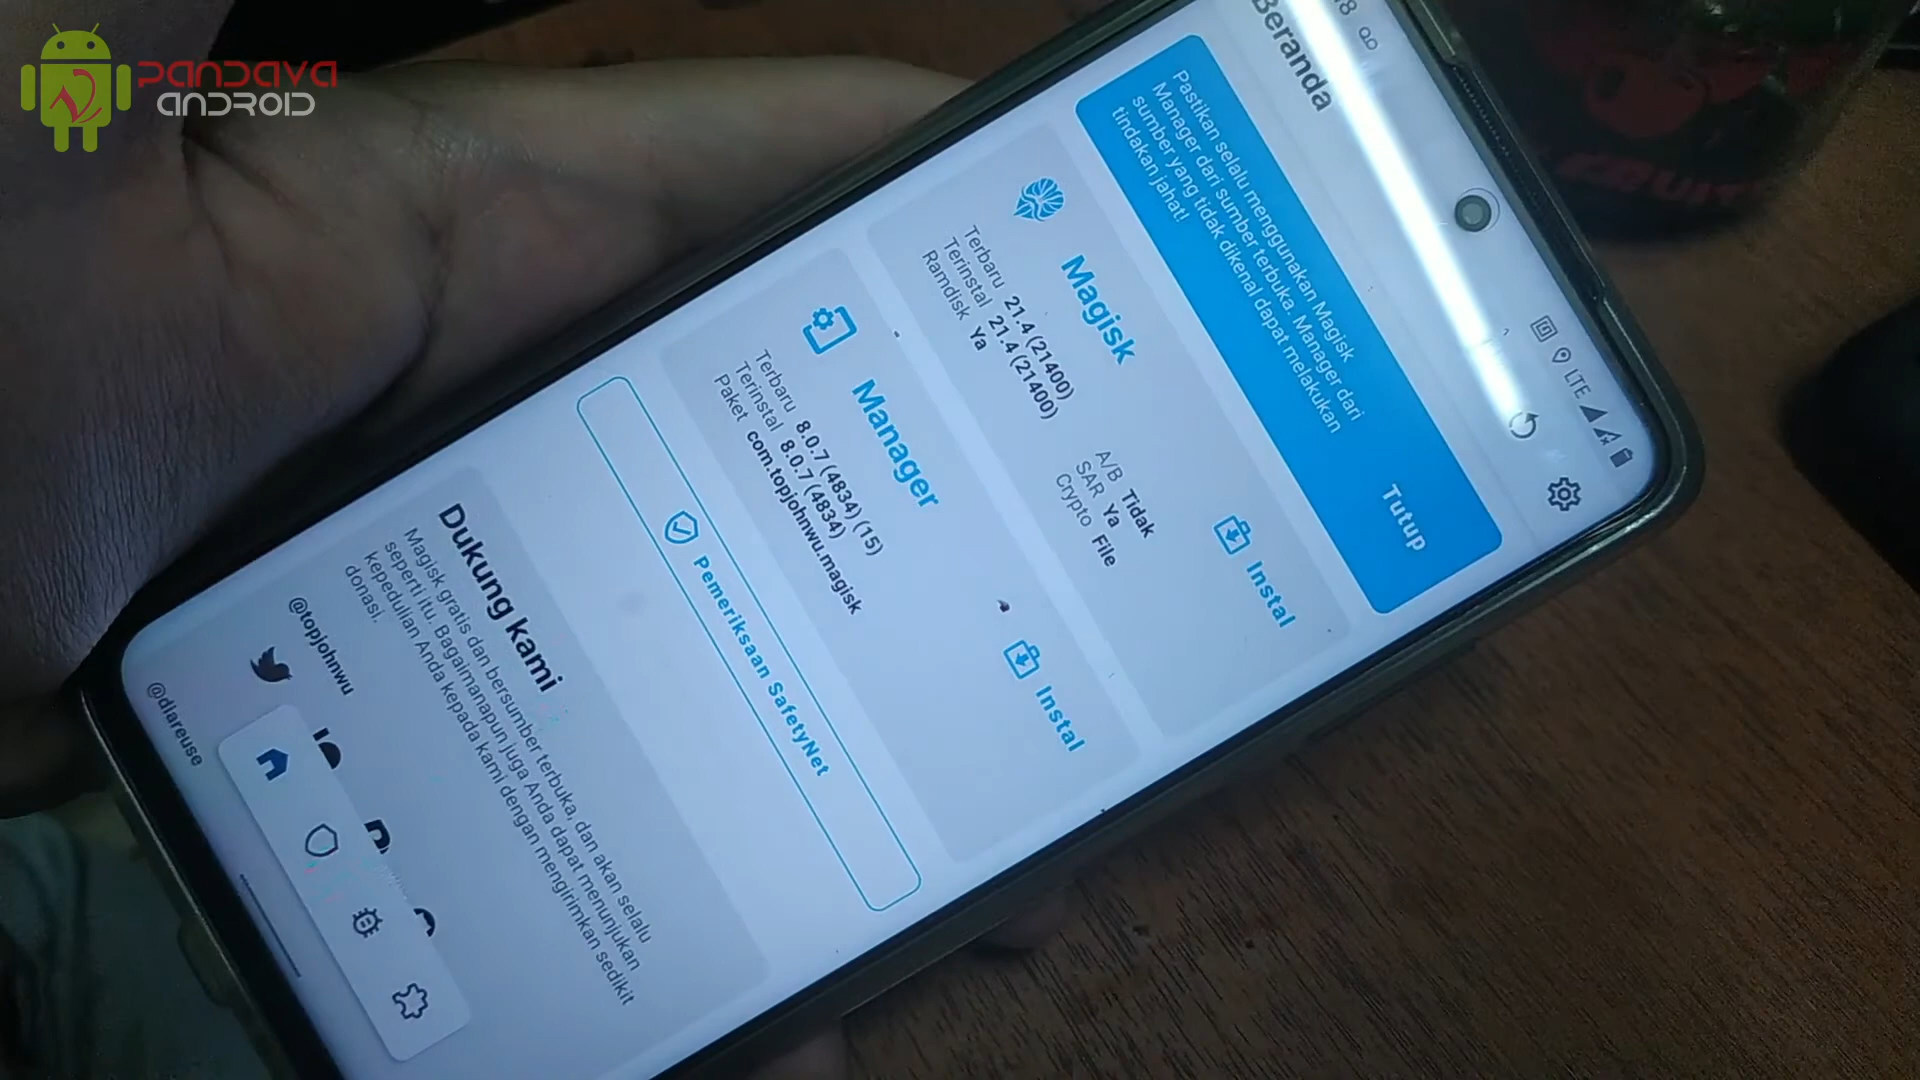 PANDAVA
ANDROID
Beranda
Pastikan selalu menggunakan Magisk
Manager dari sumber terbuka. Manager dari
sumber yang tidak dikenal dapat melakukan
tindakan jahat!
Tutup
LTE
Magisk
Instal
Terbaru 21.4 (21400)
Terinstal 21.4 (21400)
Ramdisk Ya
A/B Tidak
SAR Ya
Crypto File
Manager
Instal
Terbaru 8.0.7 (4834) (15)
Terinstal 8.0.7 (4834)
Paket com.topjohnwu.magisk
Pemeriksaan SafetyNet
Dukung kami
Magisk gratis dan bersumber terbuka, dan akan selalu
seperti itu. Bagaimanapun juga Anda dapat menunjukan
kepedulian Anda kepada kami dengan mengirimkan sedikit
donasi.
@topjohnwu
@diareuse